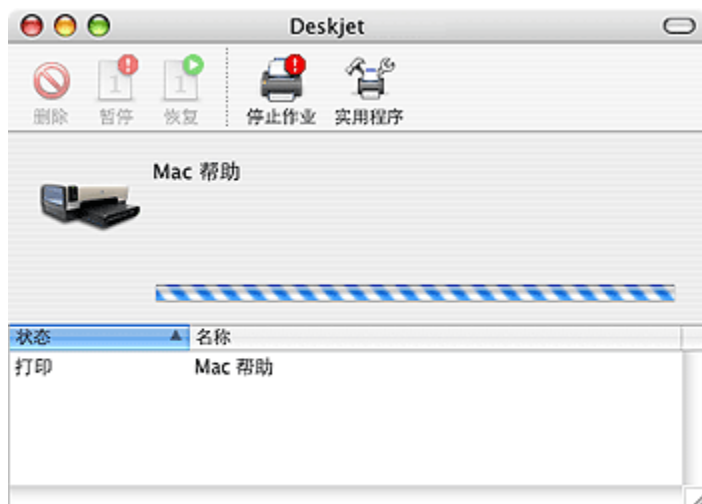 Deskjet
删除 暂停 恢复 停止作业 实用程序
Mac 帮助
状态 名称
打印 Mac 帮助